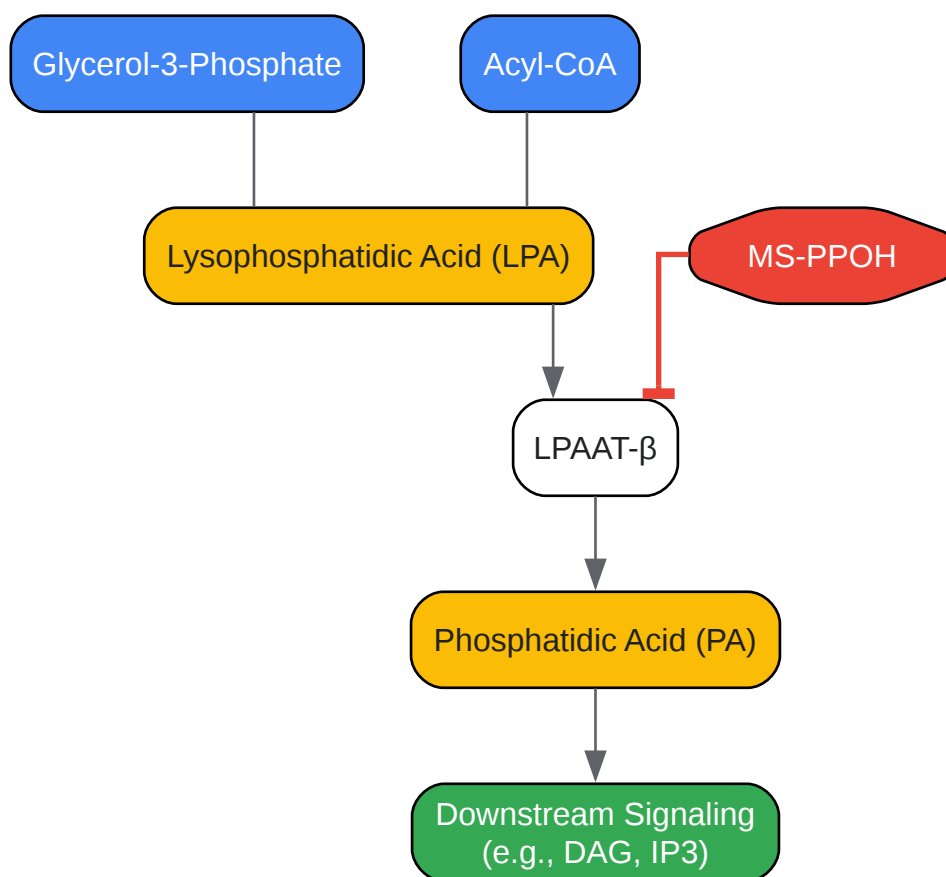 Glycerol-3-Phosphate
Acyl-CoA
Lysophosphatidic Acid (LPA)
MS-PPOH
LPAAT-β
Phosphatidic Acid (PA)
Downstream Signaling
(e.g., DAG, IP3)